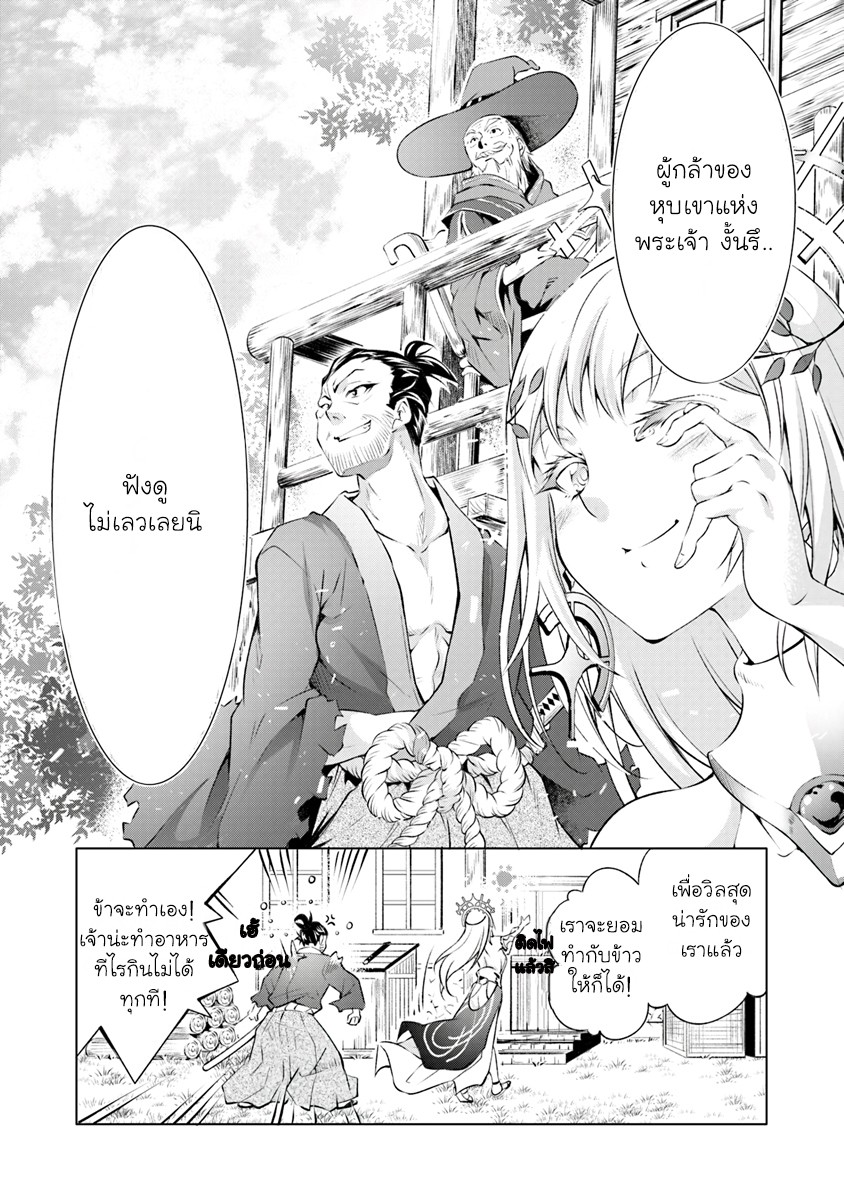 ผู้กล้าของ
หุบเขาแห่ง
พระเจ้า งั้นรึ..
ฟังดู
ไม่เลวเลยนิ
เพื่อวิลสุด
น่ารักของ
เราแล้ว
เราจะยอม
ทำกับข้าว
ให้ก็ได้!
ติดไฟ
แล้วสิ
เฮ้
เดียวก่อน
ข้าจะทำเอง!
เจ้าน่ะทำอาหาร
ทีไรกินไม่ได้
ทุกที!